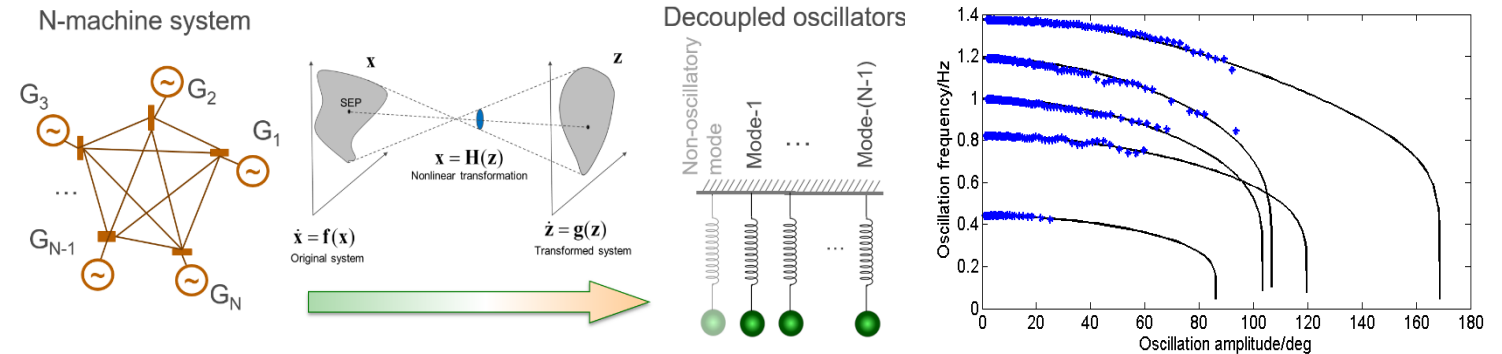 N-machine system
G3
G2
G1
...
GN-1
GN
~
~
~
~
~
x
SEP
z
x = H(z)
Nonlinear transformation
ẋ = f(x)
Original system
ż = g(z)
Transformed system
Decoupled oscillators
Non-oscillatory
mode
Mode-1
...
Mode-(N-1)
...
Oscillation frequency/Hz
1.4
1.2
1
0.8
0.6
0.4
0.2
0
0 20 40 60 80 100 120 140 160 180
Oscillation amplitude/deg